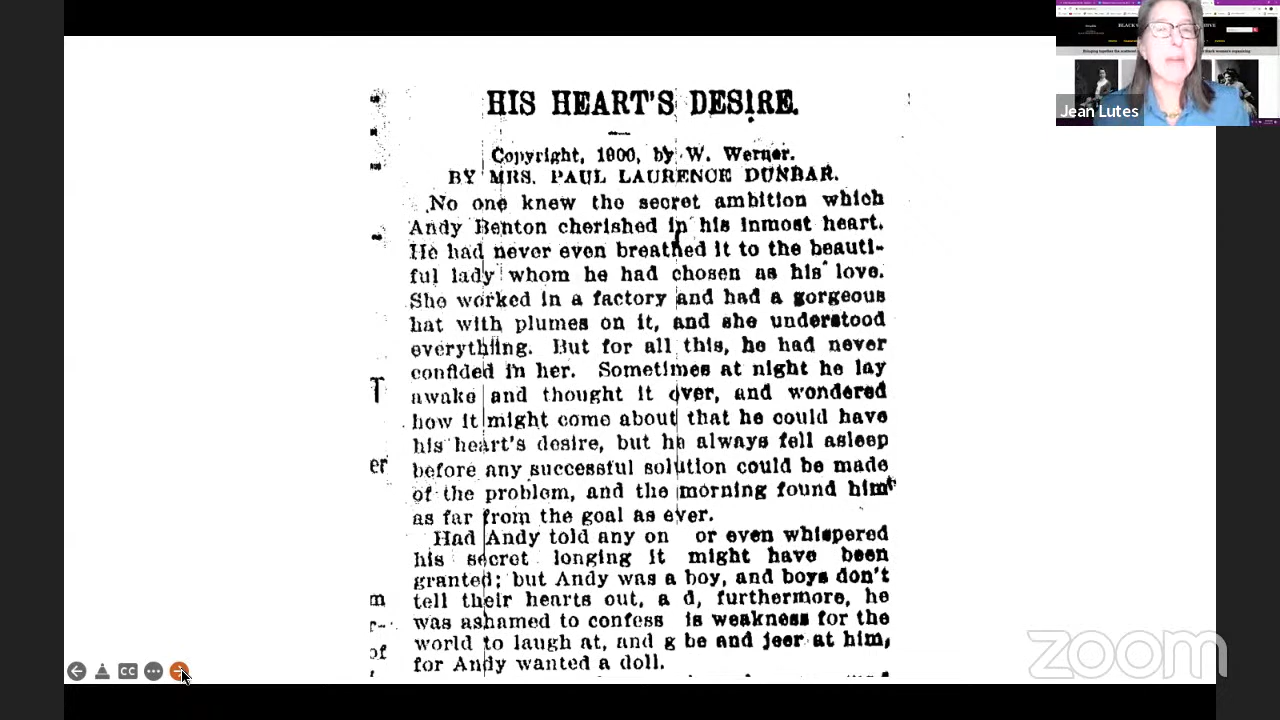 HIS HEART'S DESIRE.
Copyright, 1900, by W. Werner.
BY MRS. PAUL LAURENCE DUNBAR.
No one knew the secret ambition which
Andy Benton cherished in his inmost heart.
He had never even breathed it to the beauti-
ful lady whom he had chosen as his love.
She worked in a factory and had a gorgeous
hat with plumes on it, and she understood
everything. But for all this, he had never
confided in her. Sometimes at night he lay
awake and thought it over, and wondered
how it might come about that he could have
his heart's desire, but he always fell asleep
before any successful solution could be made
of the problem, and the morning found him
as far from the goal as ever.
Had Andy told any on or even whispered
his secret longing it might have been
granted; but Andy was a boy, and boys don't
tell their hearts out, a d, furthermore, he
was ashamed to confess is weakness for the
world to laugh at, and g be and jeer at him,
for Andy wanted a doll.
T
er
m
r-
of
CC
Jean Lutes
zoom